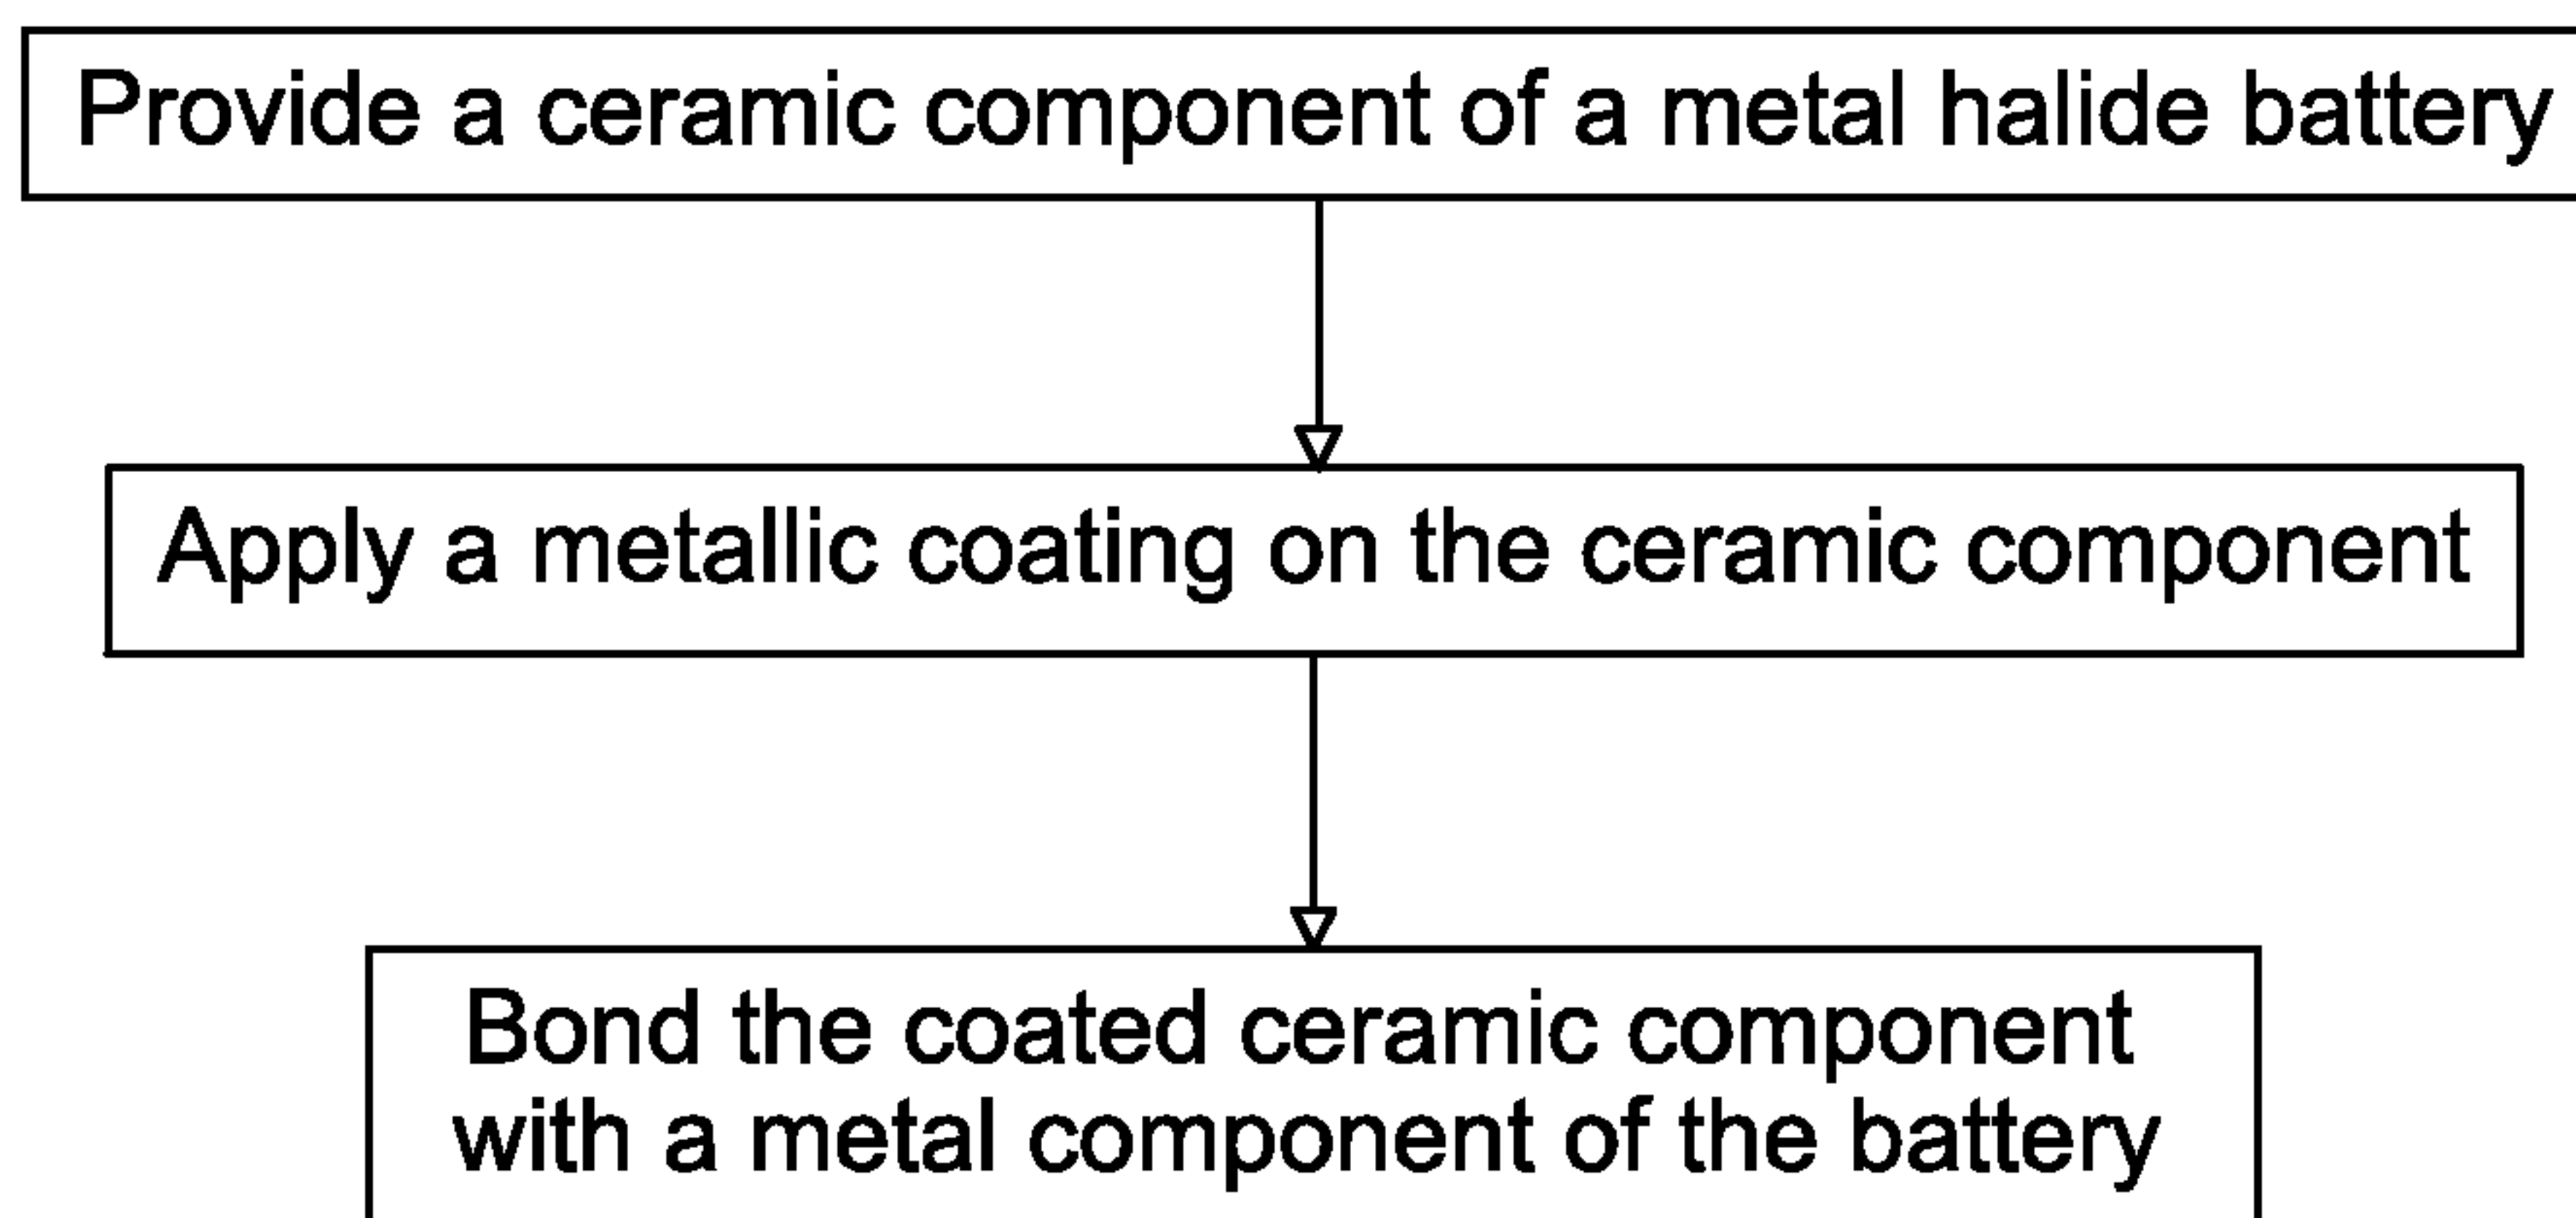 Provide a ceramic component of a metal halide battery
Apply a metallic coating on the ceramic component
Bond the coated ceramic component
with a metal component of the battery